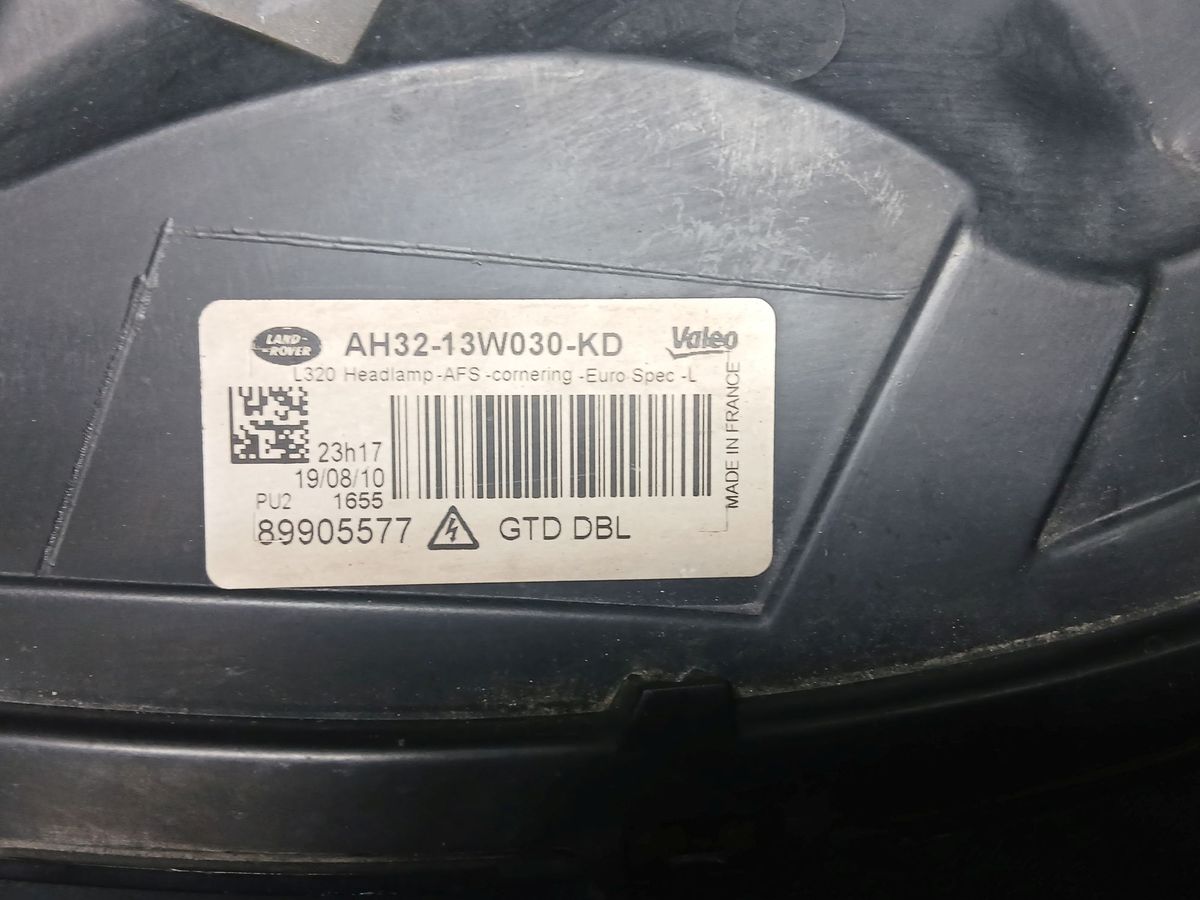 LAND-
-ROVER
AH32-13W030-KD
Valeo
L320 Headlamp -AFS -cornering -Euro Spec -L
23h17
19/08/10
PU2 1655
89905577
GTD DBL
MADE IN FRANCE